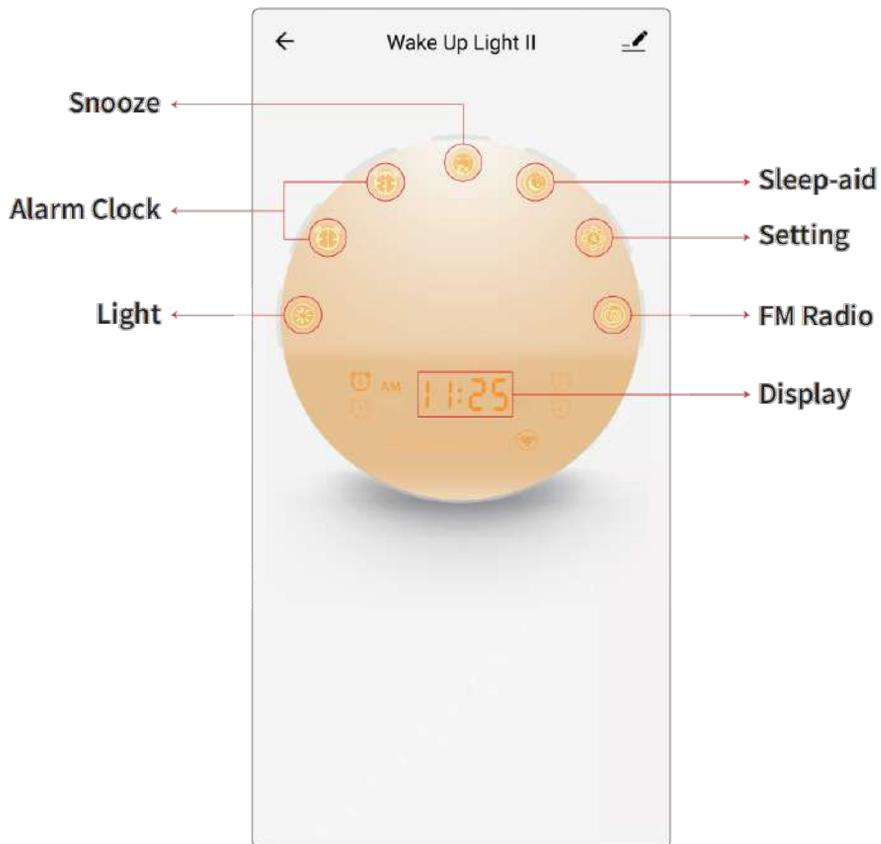 Wake Up Light II
Snooze
Sleep-aid
Alarm Clock
Setting
Light
FM Radio
AM
11:25
Display